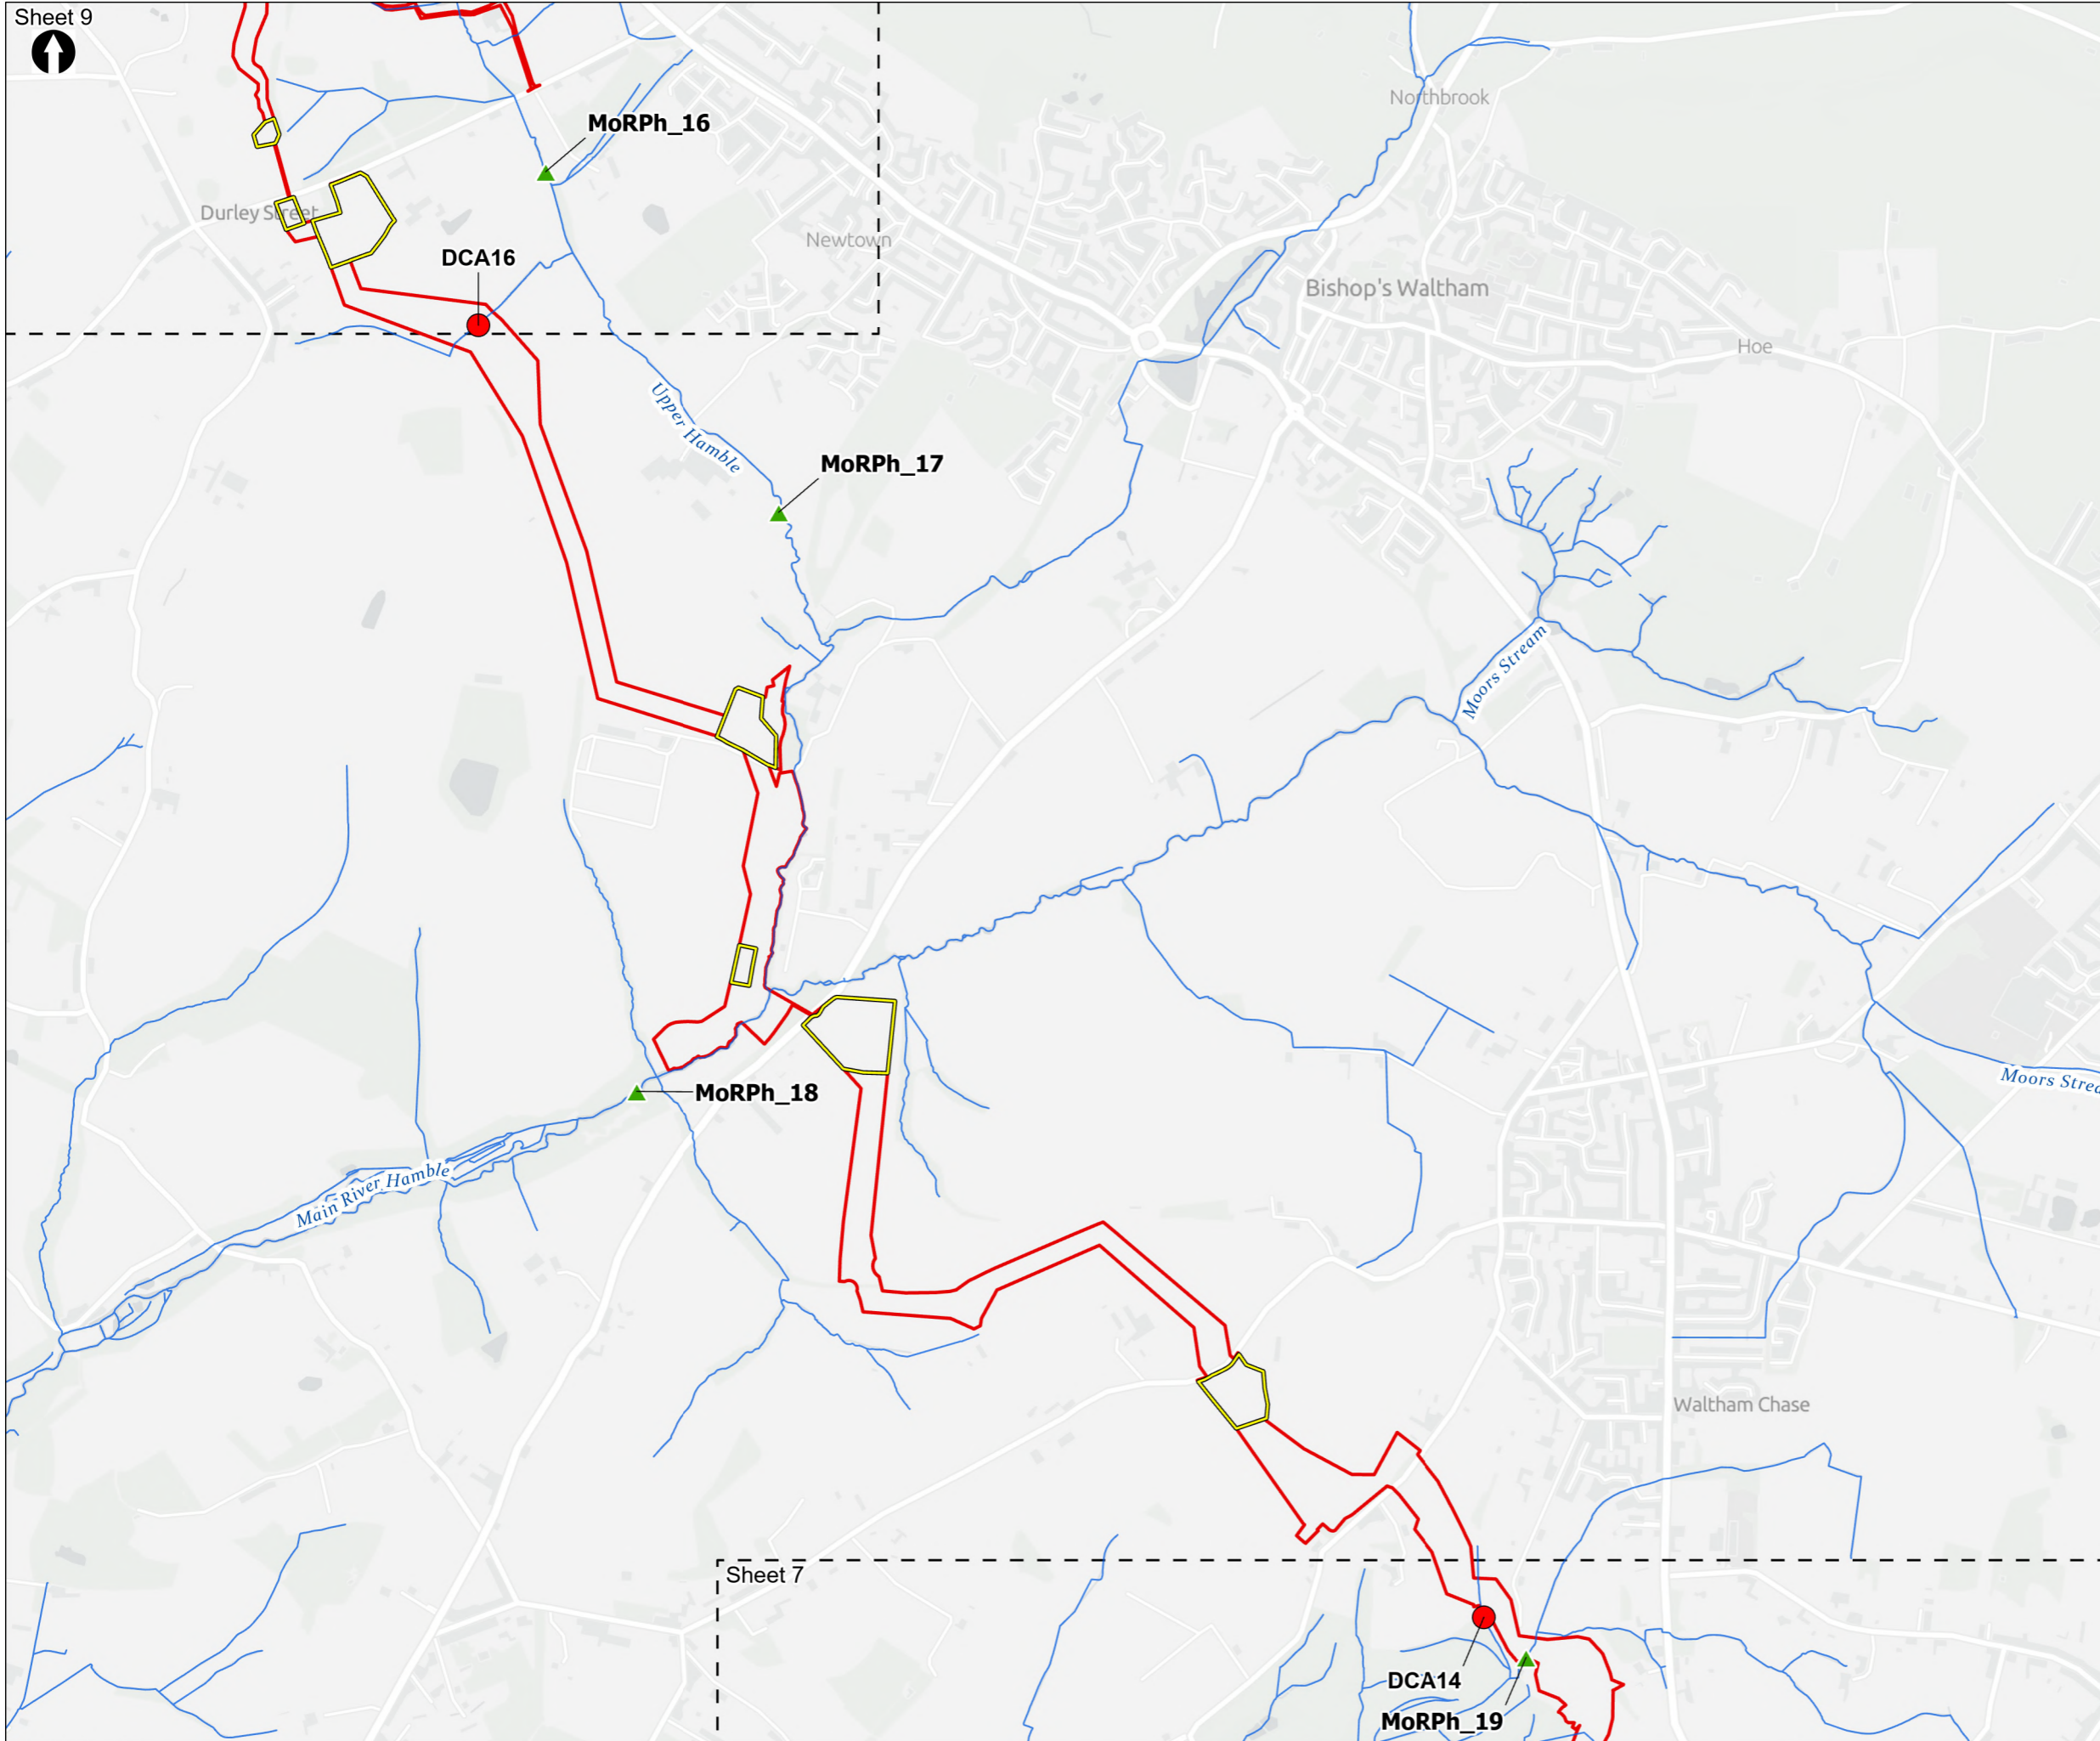 Sheet 9
Northbrook
MoRPh_16
Durley Street
Newtown
DCA16
Bishop's Waltham
Hoe
Upper Hamble
MoRPh_17
Moors Stream
Moors Strea
MoRPh_18
Main River Hamble
Waltham Chase
Sheet 7
DCA14
MoRPh_19